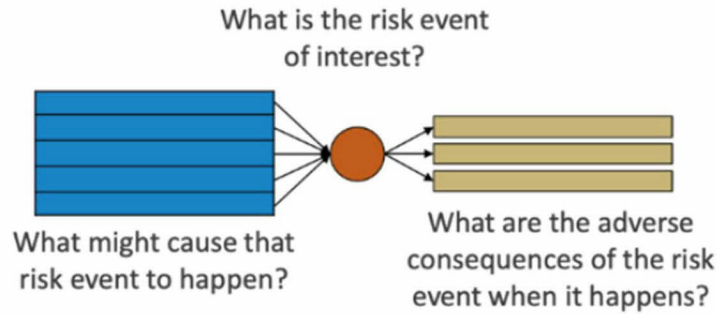 What is the risk event
of interest?
What might cause that
risk event to happen?
What are the adverse
consequences of the risk
event when it happens?